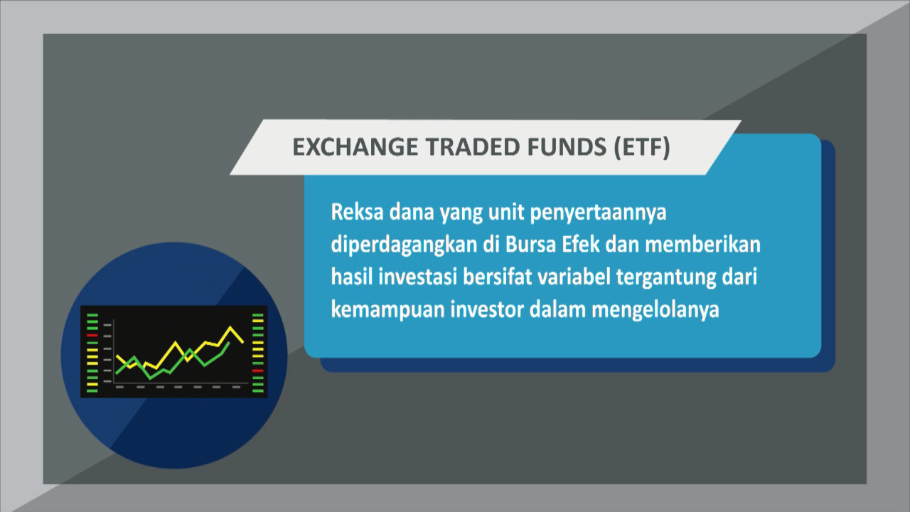 EXCHANGE TRADED FUNDS (ETF)
Reksa dana yang unit penyertaannya
diperdagangkan di Bursa Efek dan memberikan
hasil investasi bersifat variabel tergantung dari
kemampuan investor dalam mengelolanya